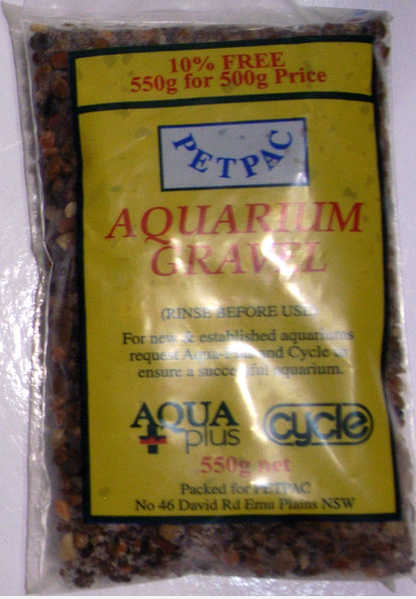 10% FREE
550g for 500g Price
PETPAC
AQUARIUM
GRAVEL
(RINSE BEFORE USE)
For new & established aquariums
request Aqua-Plus and Cycle to
ensure a successful aquarium.
AQUA
plus
cycle
550g net
Packed for PETPAC
No 46 David Rd Emu Plains NSW